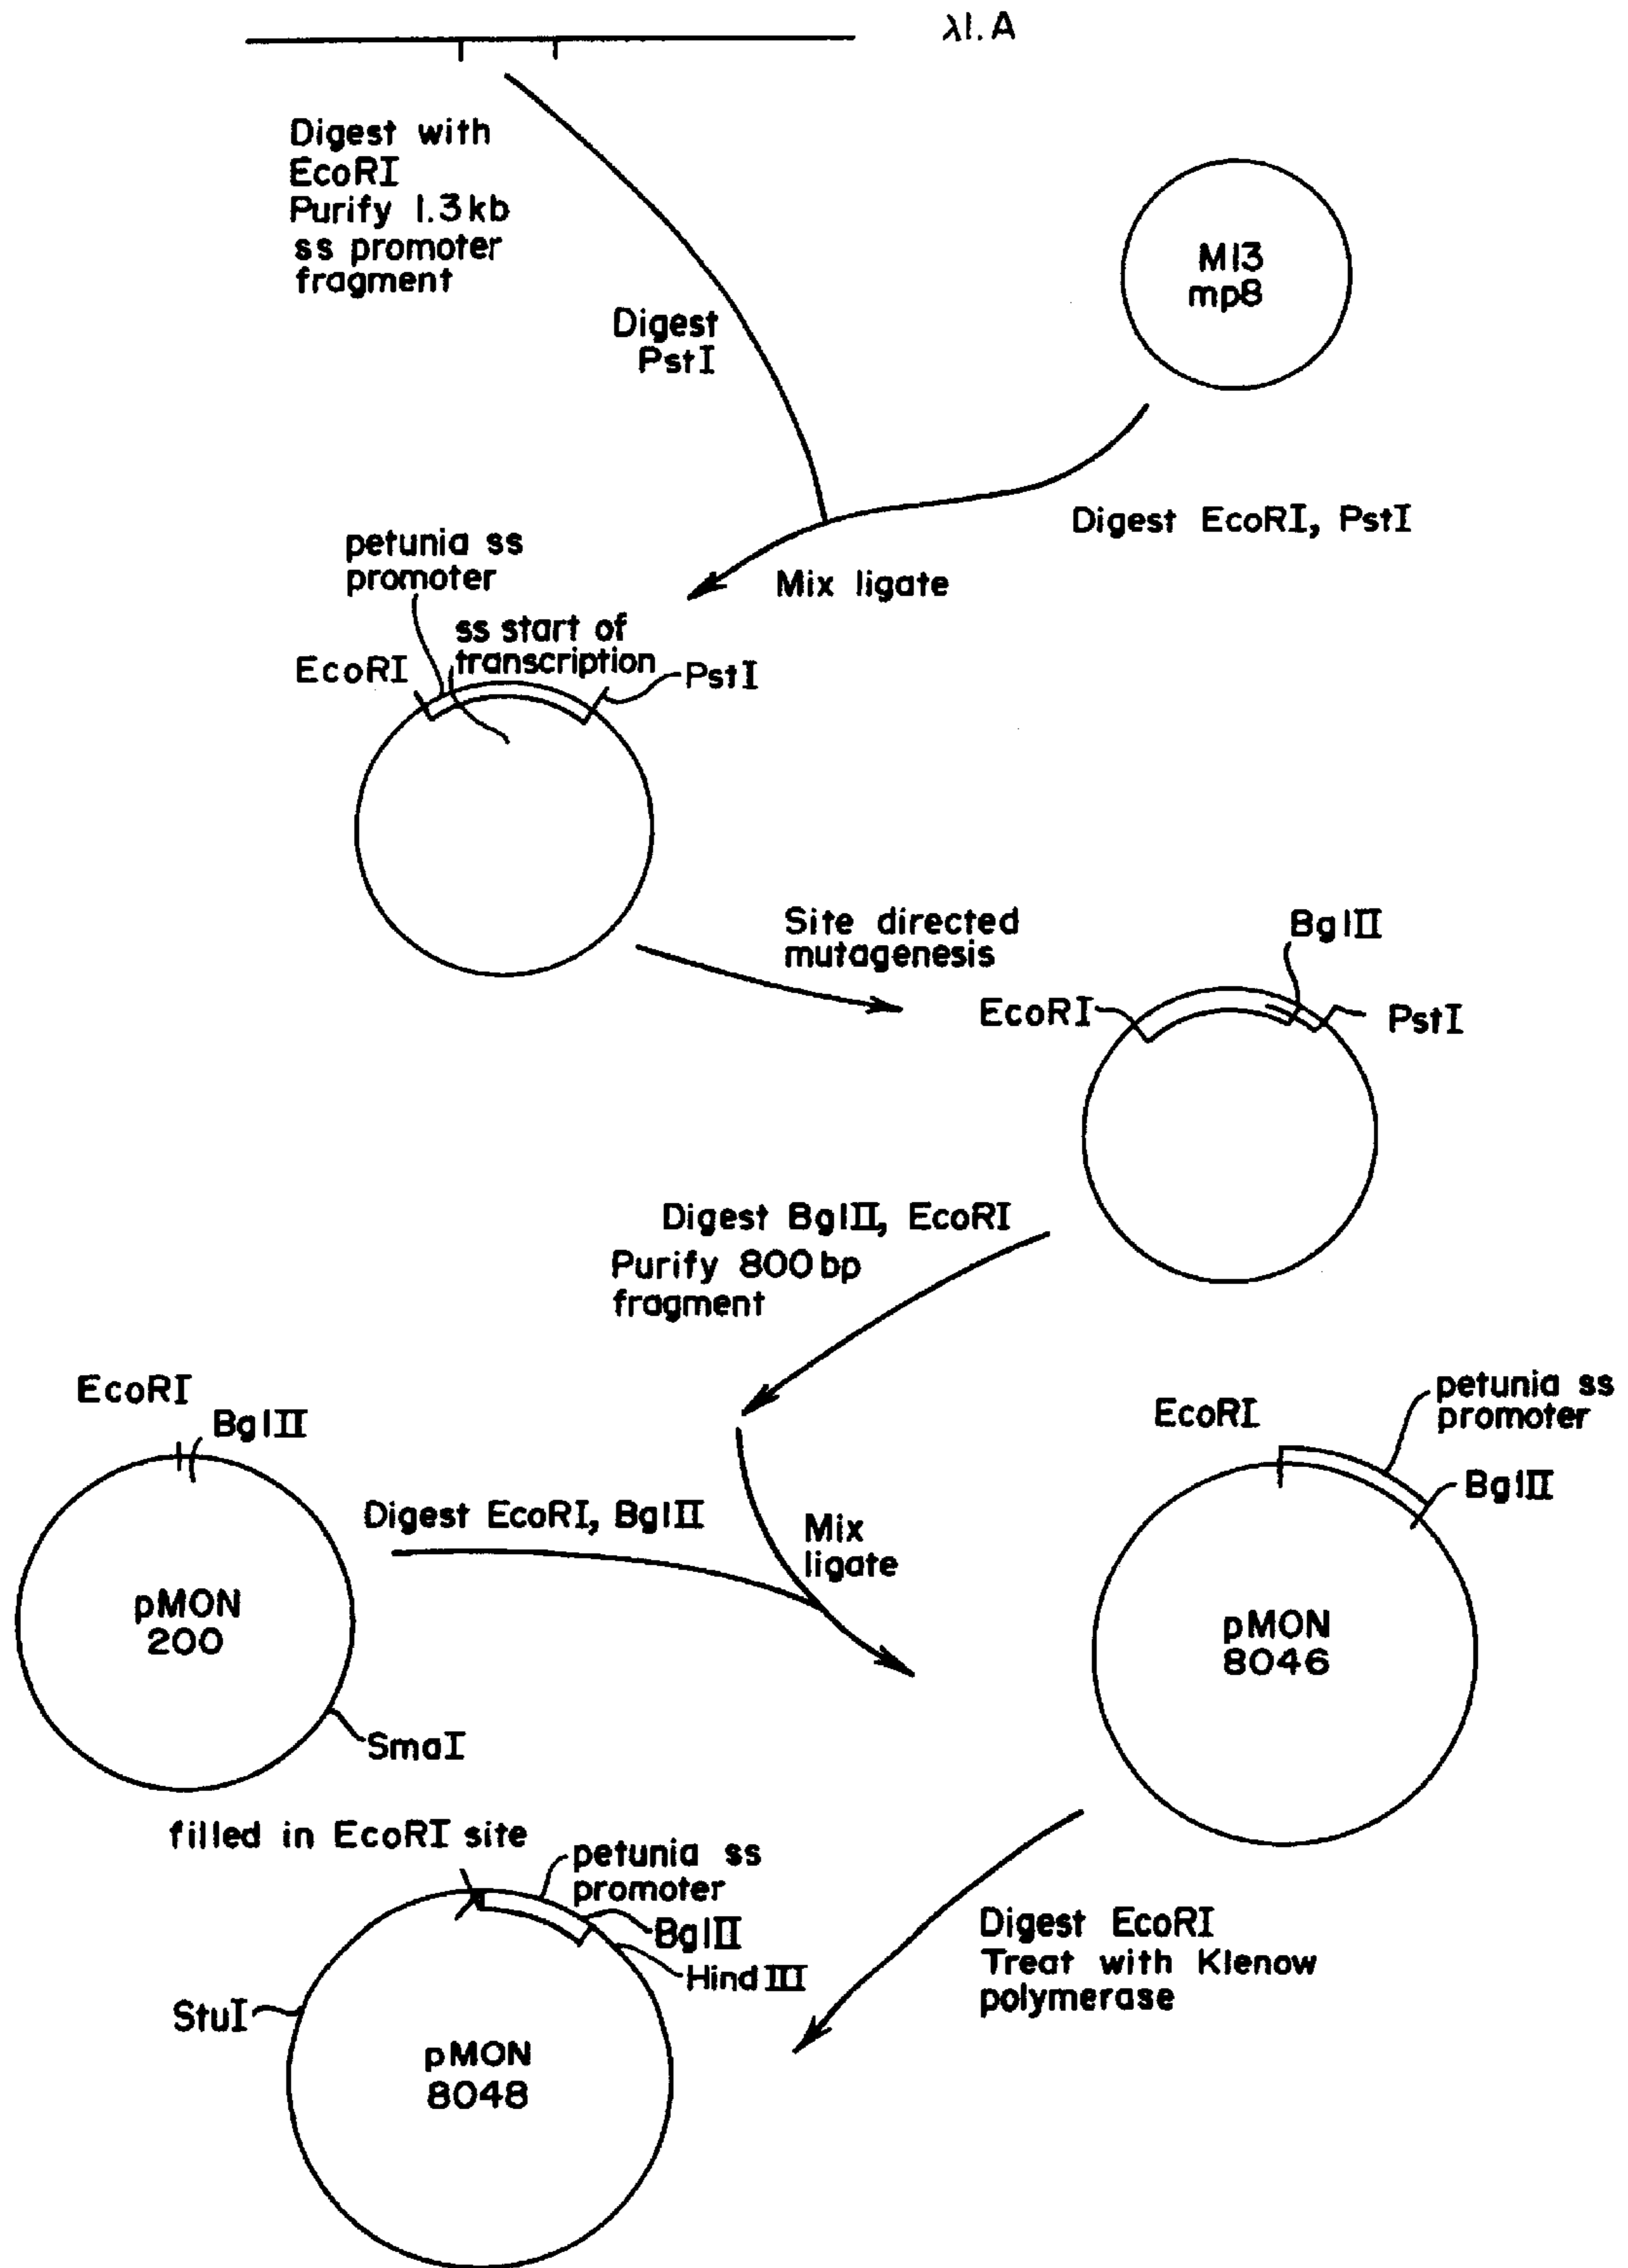 λI.A
Digest with
EcoRI
Purify 1.3kb
ss promoter
fragment
M13
mp8
Digest
PstI
Digest EcoRI, PstI
petunia ss
promoter
Mix ligate
ss start of
transcription
EcoRI
PstI
Site directed
mutagenesis
BglII
EcoRI
PstI
Digest BglII, EcoRI
Purify 800bp
fragment
EcoRI
BglII
petunia ss
promoter
EcoRI
BglII
Digest EcoRI, BglII
Mix
ligate
pMON
200
pMON
8046
SmaI
filled in EcoRI site
petunia ss
promoter
BglII
HindIII
Digest EcoRI
Treat with Klenow
polymerase
StuI
pMON
8048